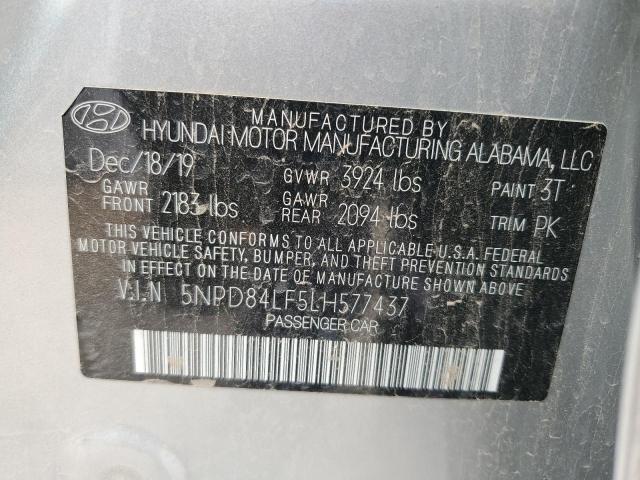 MANUFACTURED BY
HYUNDAI MOTOR MANUFACTURING ALABAMA, LLC
Dec/18/19 GVWR 3924 lbs PAINT 3T
GAWR FRONT 2183 lbs GAWR REAR 2094 lbs TRIM PK
THIS VEHICLE CONFORMS TO ALL APPLICABLE U.S.A. FEDERAL
MOTOR VEHICLE SAFETY, BUMPER, AND THEFT PREVENTION STANDARDS
IN EFFECT ON THE DATE OF MANUFACTURE SHOWN ABOVE.
V.I.N 5NPD84LF5LH577437
PASSENGER CAR